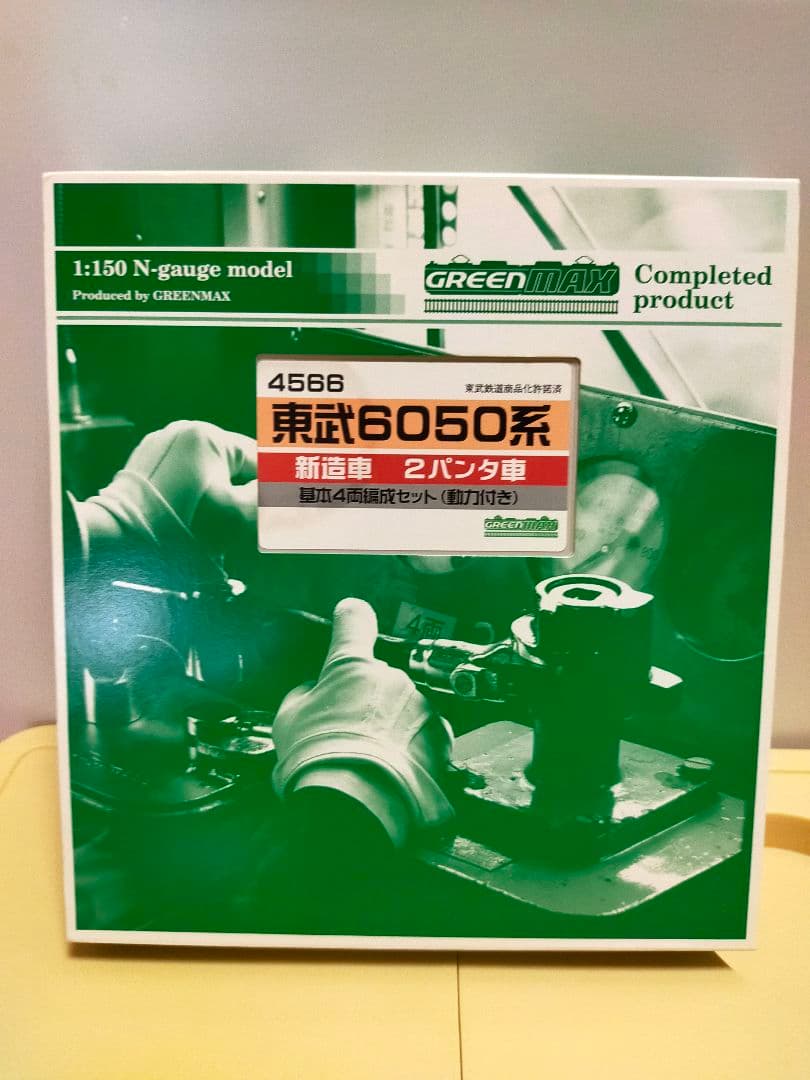 1:150 N-gauge model
Produced by GREENMAX
GREENMAX
Completed
product
4566
東武鉄道商品化許諾済
東武6050系
新造車 2パンタ車
基本4両編成セット(動力付き)
GREENMAX
4両